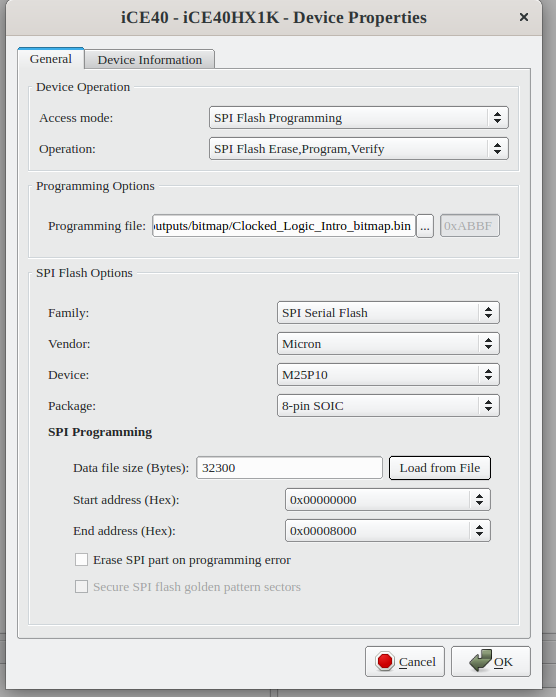 iCE40 - iCE40HX1K - Device Properties
General Device Information
Device Operation
Access mode: SPI Flash Programming
Operation: SPI Flash Erase,Program,Verify
Programming Options
Programming file: utputs/bitmap/Clocked_Logic_Intro_bitmap.bin ... 0xABBF
SPI Flash Options
Family: SPI Serial Flash
Vendor: Micron
Device: M25P10
Package: 8-pin SOIC
SPI Programming
Data file size (Bytes): 32300 Load from File
Start address (Hex): 0x00000000
End address (Hex): 0x00008000
Erase SPI part on programming error
Secure SPI flash golden pattern sectors
Cancel OK